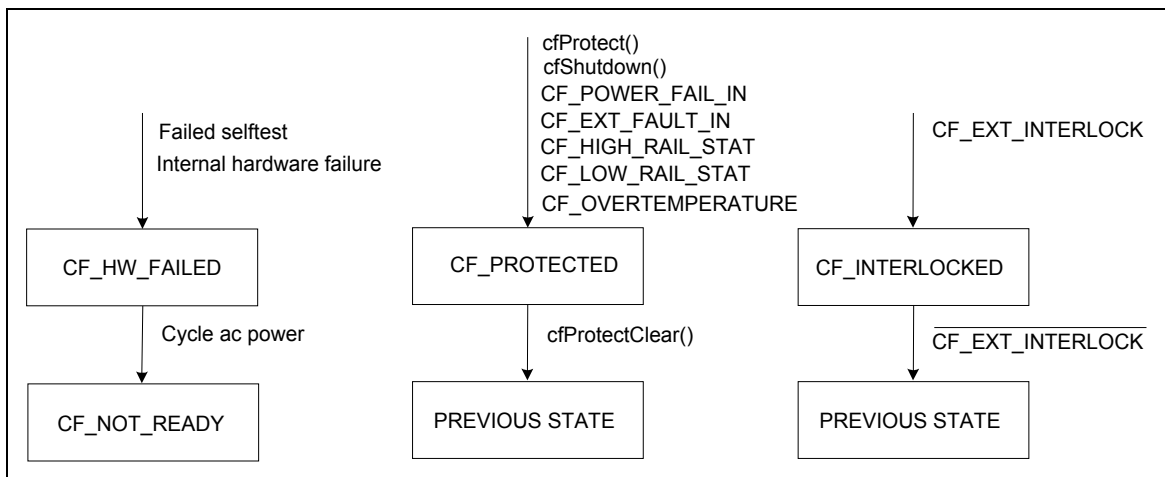 Failed selftest
Internal hardware failure
CF_HW_FAILED
Cycle ac power
CF_NOT_READY
cfProtect()
cfShutdown()
CF_POWER_FAIL_IN
CF_EXT_FAULT_IN
CF_HIGH_RAIL_STAT
CF_LOW_RAIL_STAT
CF_OVERTEMPERATURE
CF_PROTECTED
cfProtectClear()
PREVIOUS STATE
CF_EXT_INTERLOCK
CF_INTERLOCKED
CF_EXT_INTERLOCK
PREVIOUS STATE